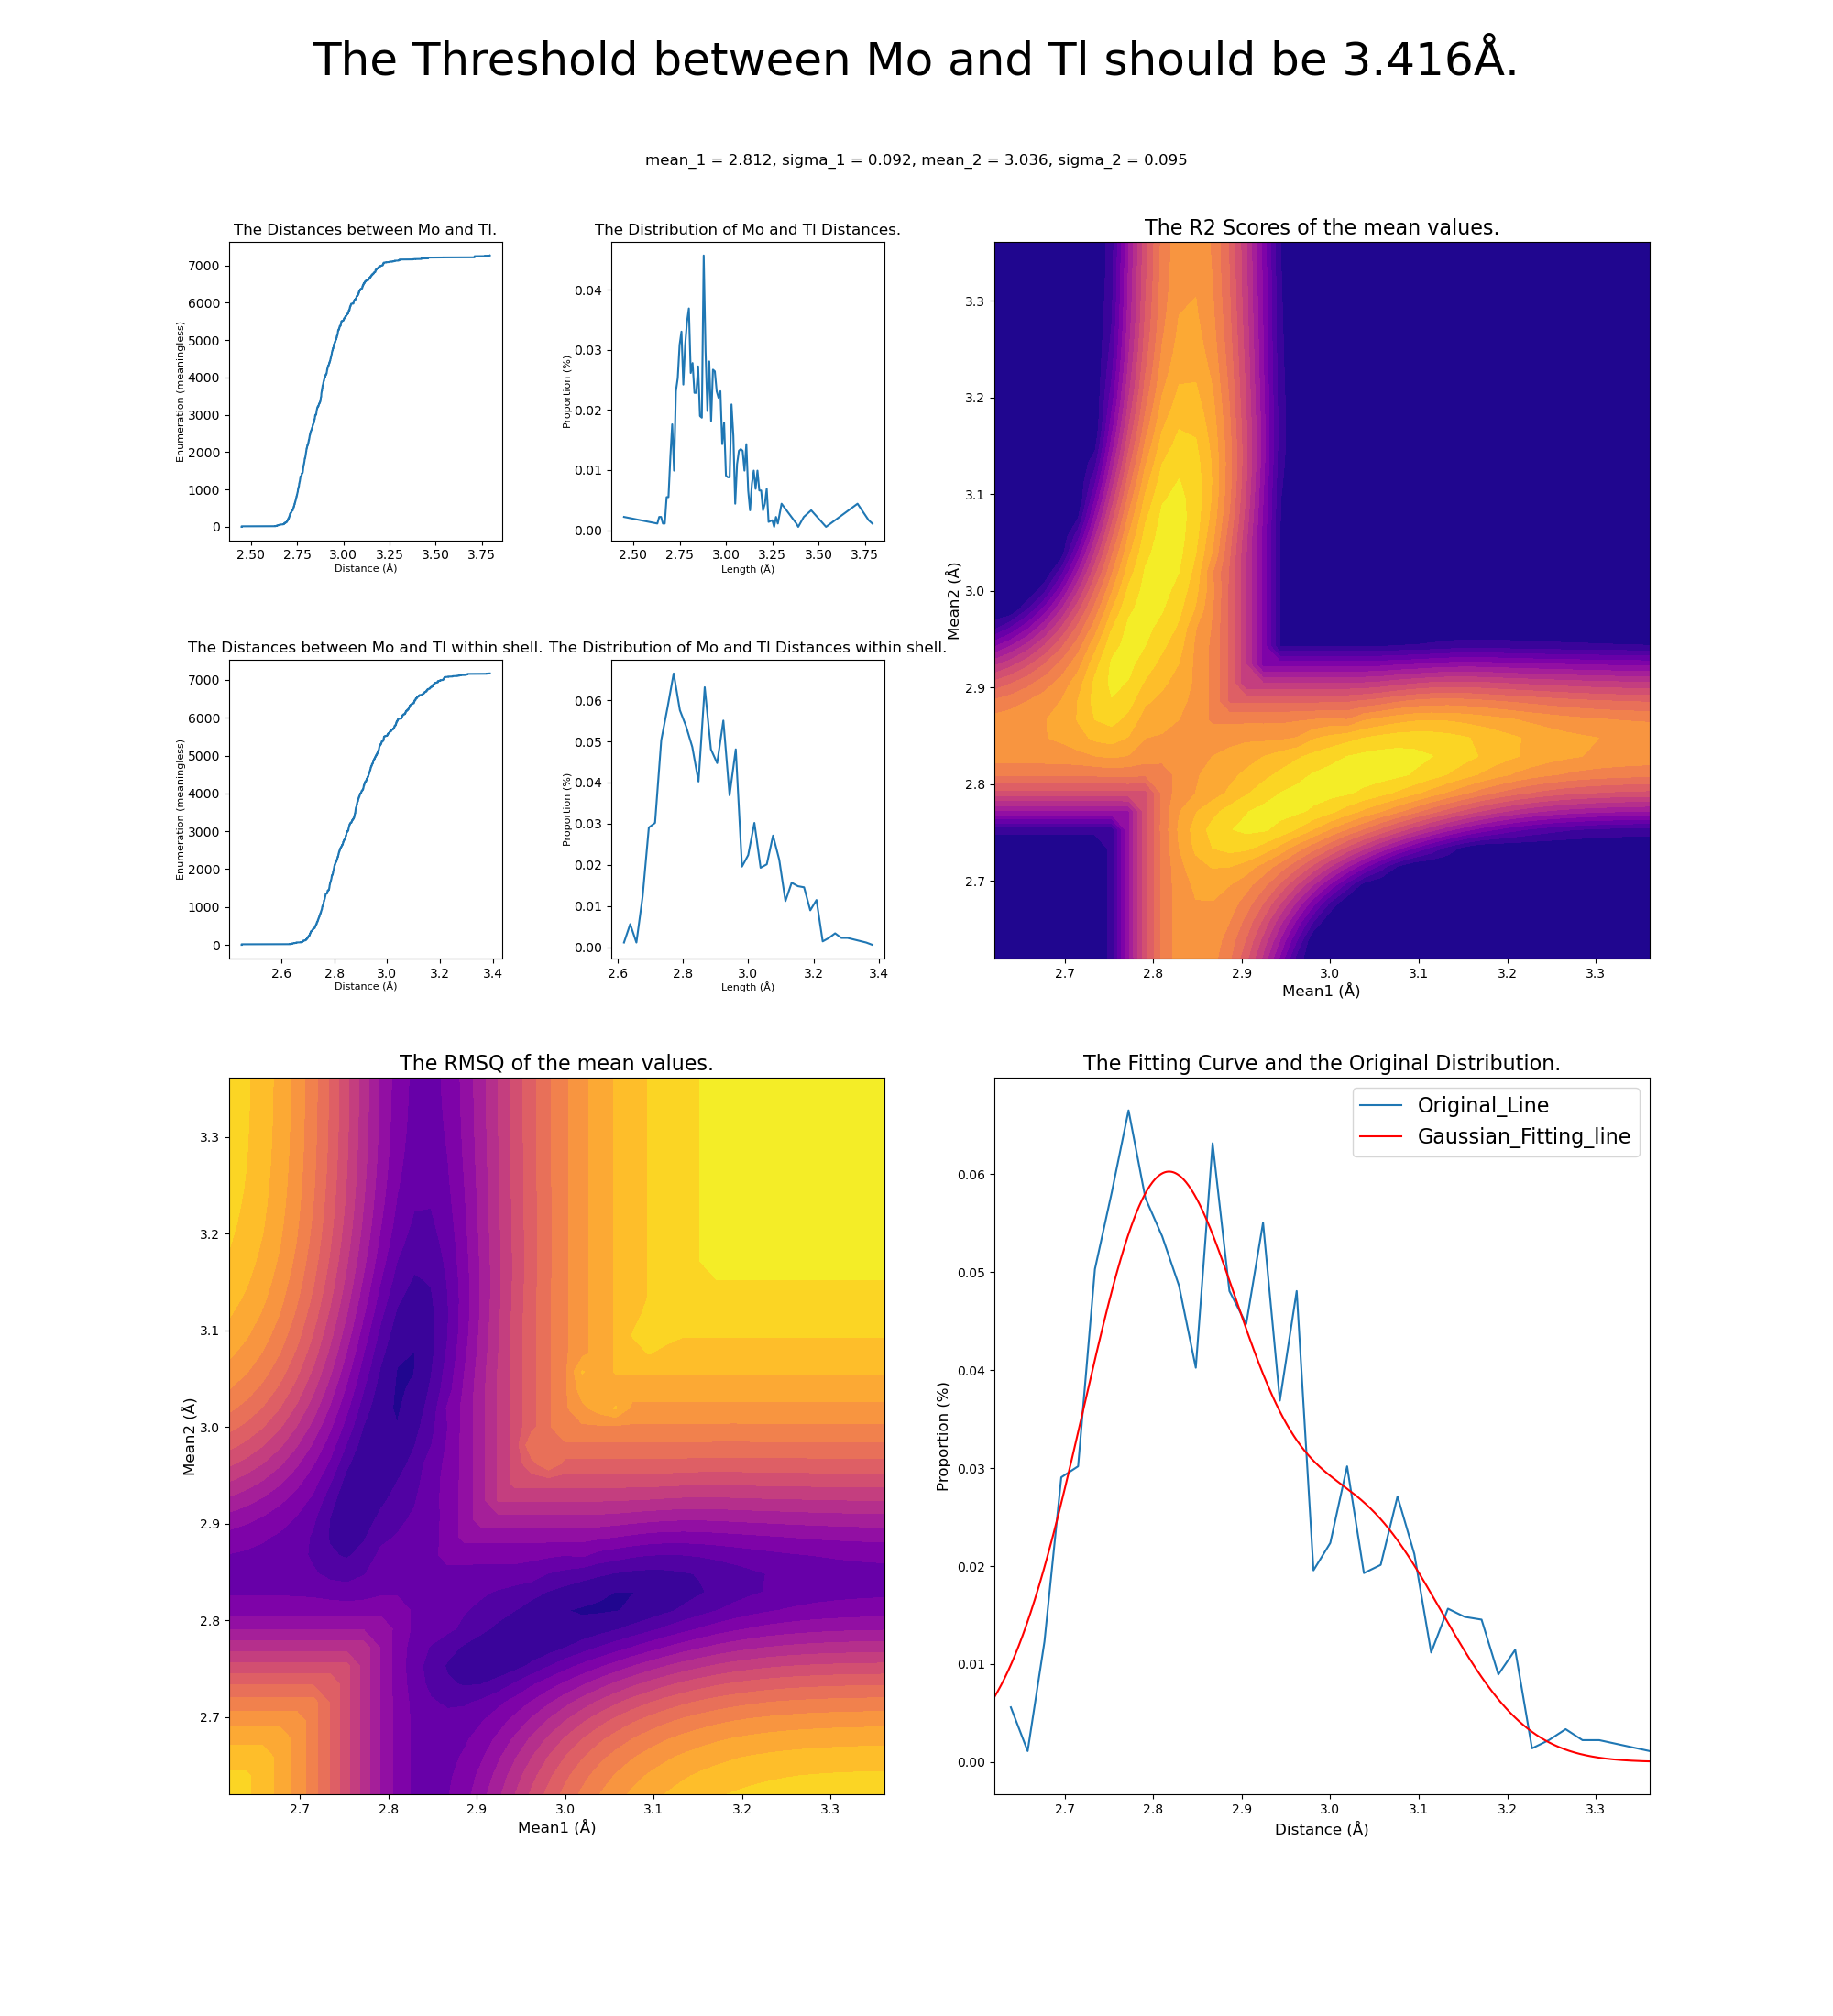 The Threshold between Mo and Tl should be 3.416Å.
mean_1 = 2.812, sigma_1 = 0.092, mean_2 = 3.036, sigma_2 = 0.095
The Distances between Mo and Tl.
Enumeration (meaningless)
7000
6000
5000
4000
3000
2000
1000
0
2.50 2.75 3.00 3.25 3.50 3.75
Distance (Å)
The Distribution of Mo and Tl Distances.
Proportion (%)
0.04
0.03
0.02
0.01
0.00
2.50 2.75 3.00 3.25 3.50 3.75
Length (Å)
The R2 Scores of the mean values.
Mean2 (Å)
3.3
3.2
3.1
3.0
2.9
2.8
2.7
2.7 2.8 2.9 3.0 3.1 3.2 3.3
Mean1 (Å)
The Distances between Mo and Tl within shell.
Enumeration (meaningless)
7000
6000
5000
4000
3000
2000
1000
0
2.6 2.8 3.0 3.2 3.4
Distance (Å)
The Distribution of Mo and Tl Distances within shell.
Proportion (%)
0.06
0.05
0.04
0.03
0.02
0.01
0.00
2.6 2.8 3.0 3.2 3.4
Length (Å)
The RMSQ of the mean values.
Mean2 (Å)
3.3
3.2
3.1
3.0
2.9
2.8
2.7
2.7 2.8 2.9 3.0 3.1 3.2 3.3
Mean1 (Å)
The Fitting Curve and the Original Distribution.
Original_Line
Gaussian_Fitting_line
Proportion (%)
0.06
0.05
0.04
0.03
0.02
0.01
0.00
2.7 2.8 2.9 3.0 3.1 3.2 3.3
Distance (Å)